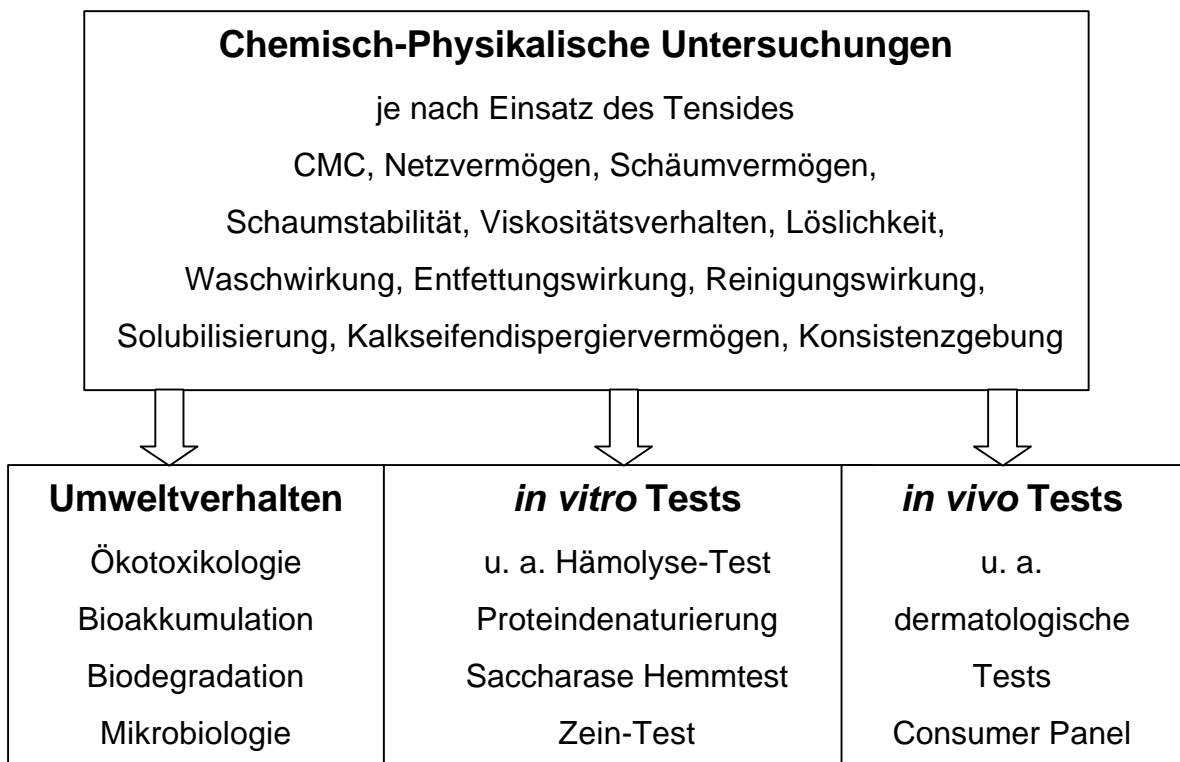 Chemisch-Physikalische Untersuchungen
je nach Einsatz des Tensides
CMC, Netzvermögen, Schäumvermögen,
Schaumstabilität, Viskositätsverhalten, Löslichkeit,
Waschwirkung, Entfettungswirkung, Reinigungswirkung,
Solubilisierung, Kalkseifendispergiervermögen, Konsistenzgebung
Umweltverhalten
Ökotoxikologie
Bioakkumulation
Biodegradation
Mikrobiologie
in vitro Tests
u. a. Hämolyse-Test
Proteindenaturierung
Saccharase Hemmtest
Zein-Test
in vivo Tests
u. a.
dermatologische
Tests
Consumer Panel